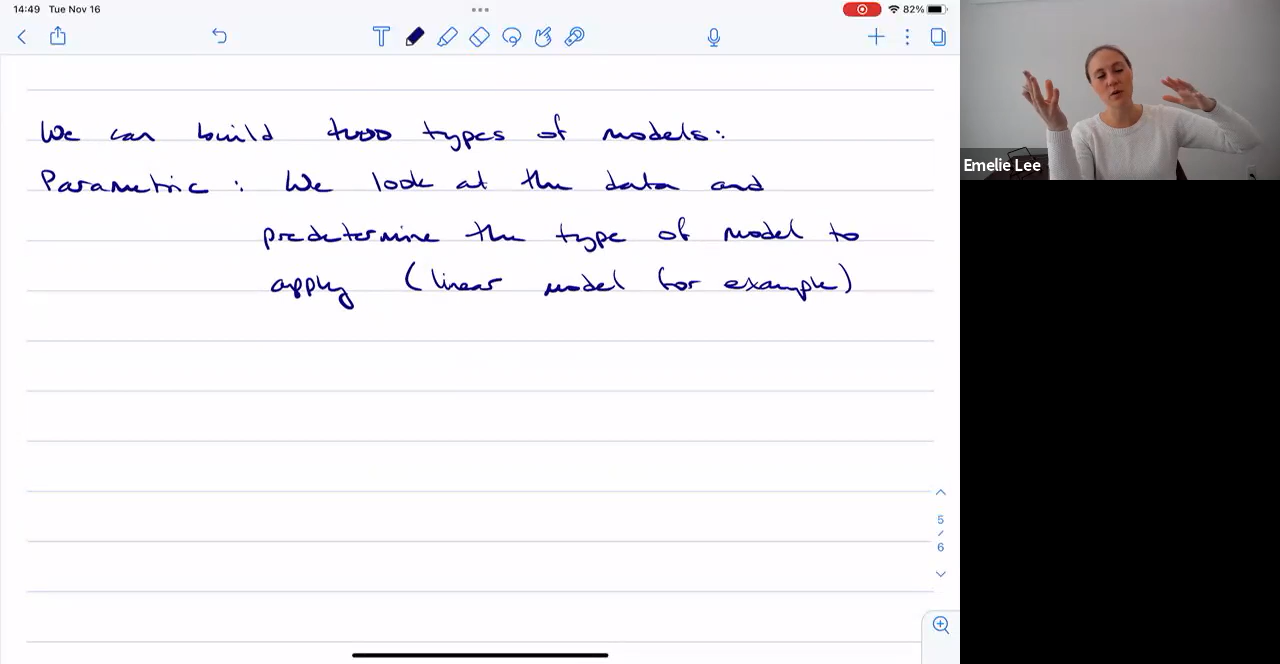 14:49 Tue Nov 16
82%
We can build two types of models:
Parametric : We look at the data and
predetermine the type of model to
apply (linear model for example)
Emelie Lee
5
/
6